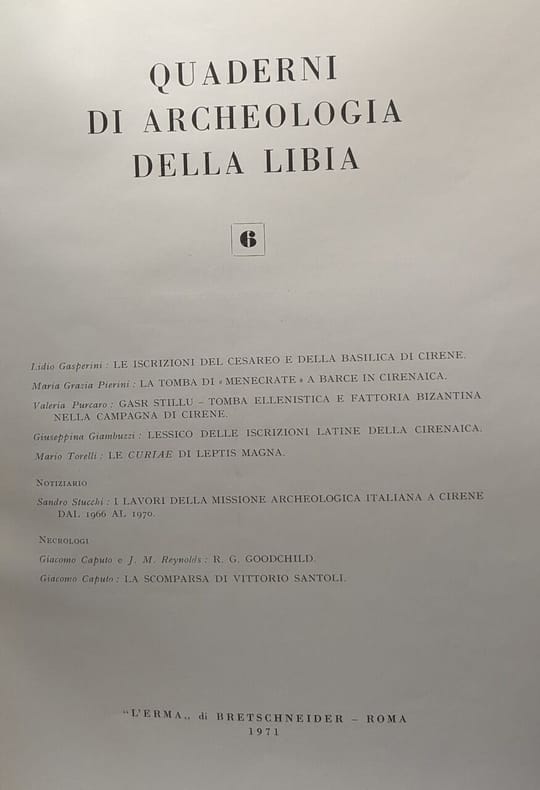 QUADERNI
DI ARCHEOLOGIA
DELLA LIBIA
6
Lidio Gasperini : LE ISCRIZIONI DEL CESAREO E DELLA BASILICA DI CIRENE.
Maria Grazia Pierini : LA TOMBA DI « MENECRATE » A BARCE IN CIRENAICA.
Valeria Purcaro : GASR STILLU – TOMBA ELLENISTICA E FATTORIA BIZANTINA
NELLA CAMPAGNA DI CIRENE.
Giuseppina Giambuzzi : LESSICO DELLE ISCRIZIONI LATINE DELLA CIRENAICA.
Mario Torelli : LE CURIAE DI LEPTIS MAGNA.
NOTIZIARIO
Sandro Stucchi : I LAVORI DELLA MISSIONE ARCHEOLOGICA ITALIANA A CIRENE
DAL 1966 AL 1970.
NECROLOGI
Giacomo Caputo e J. M. Reynolds : R. G. GOODCHILD.
Giacomo Caputo : LA SCOMPARSA DI VITTORIO SANTOLI.
"L'ERMA„ di BRETSCHNEIDER – ROMA
1971